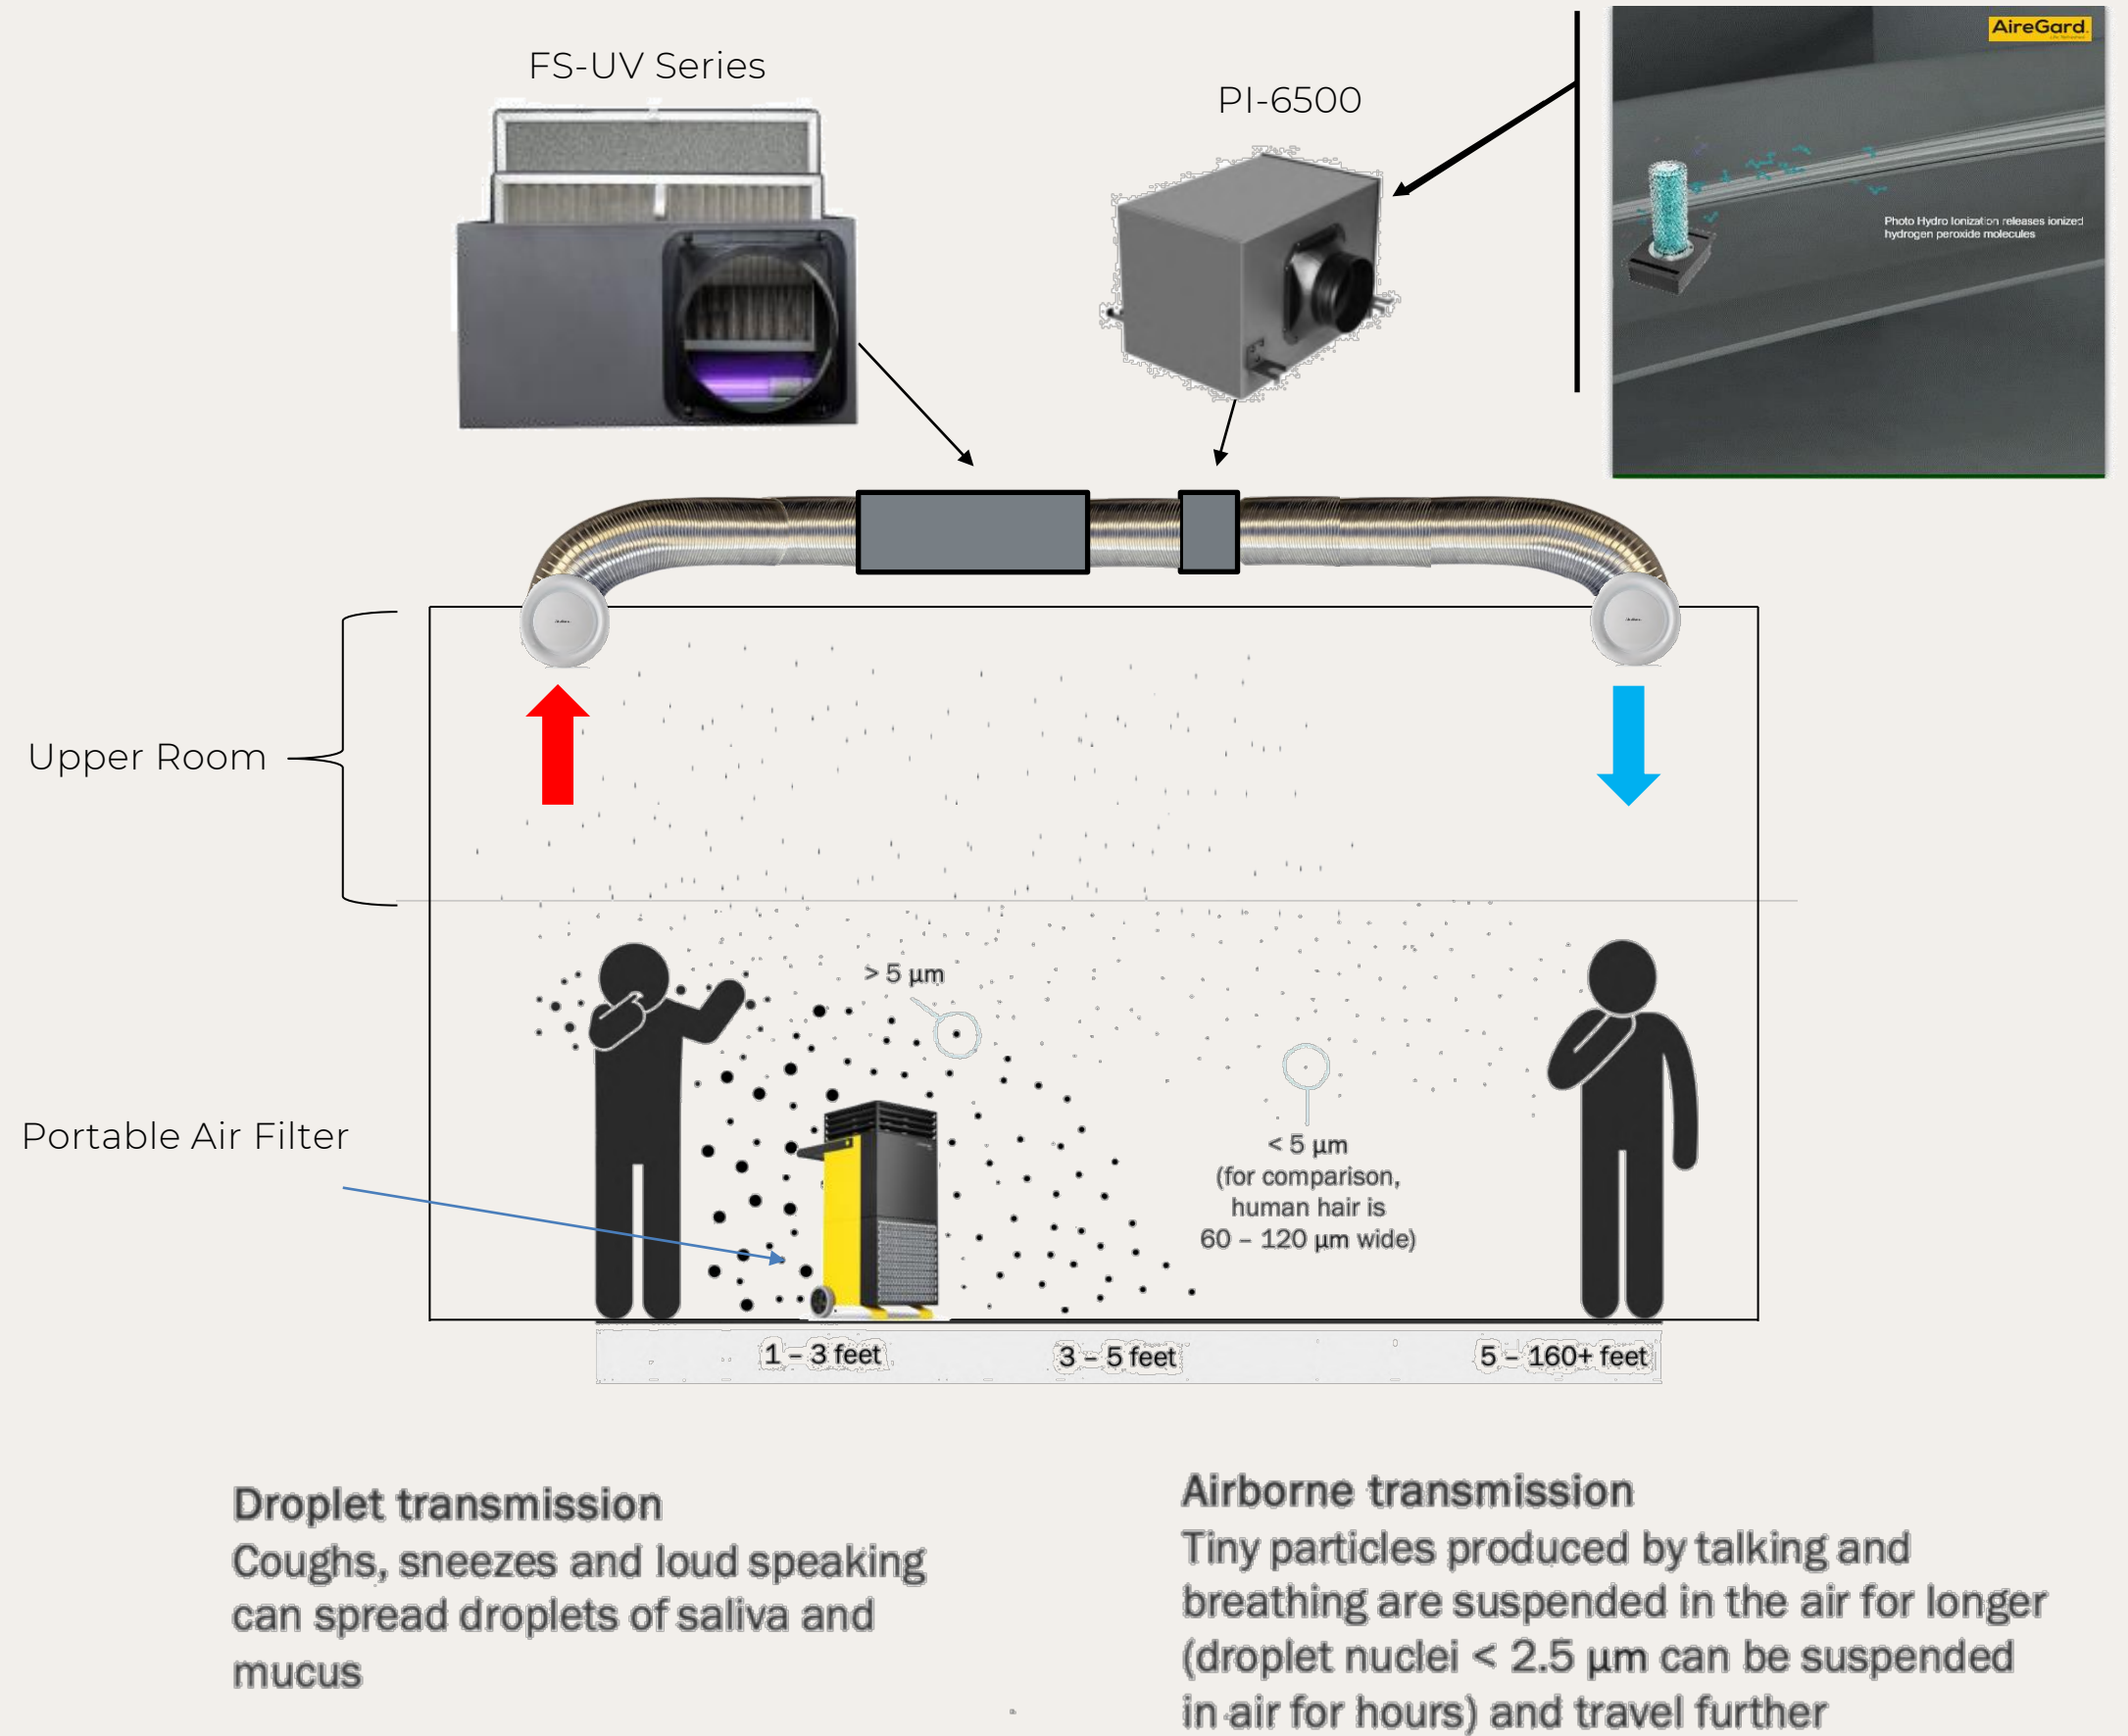 FS-UV Series
PI-6500
AireGard
Photo Hydro Ionization releases ionized
hydrogen peroxide molecules
Upper Room
> 5 µm
Portable Air Filter
< 5 µm
(for comparison,
human hair is
60 – 120 µm wide)
1 – 3 feet
3 – 5 feet
5 – 160+ feet
Droplet transmission
Coughs, sneezes and loud speaking
can spread droplets of saliva and
mucus
Airborne transmission
Tiny particles produced by talking and
breathing are suspended in the air for longer
(droplet nuclei < 2.5 µm can be suspended
in air for hours) and travel further